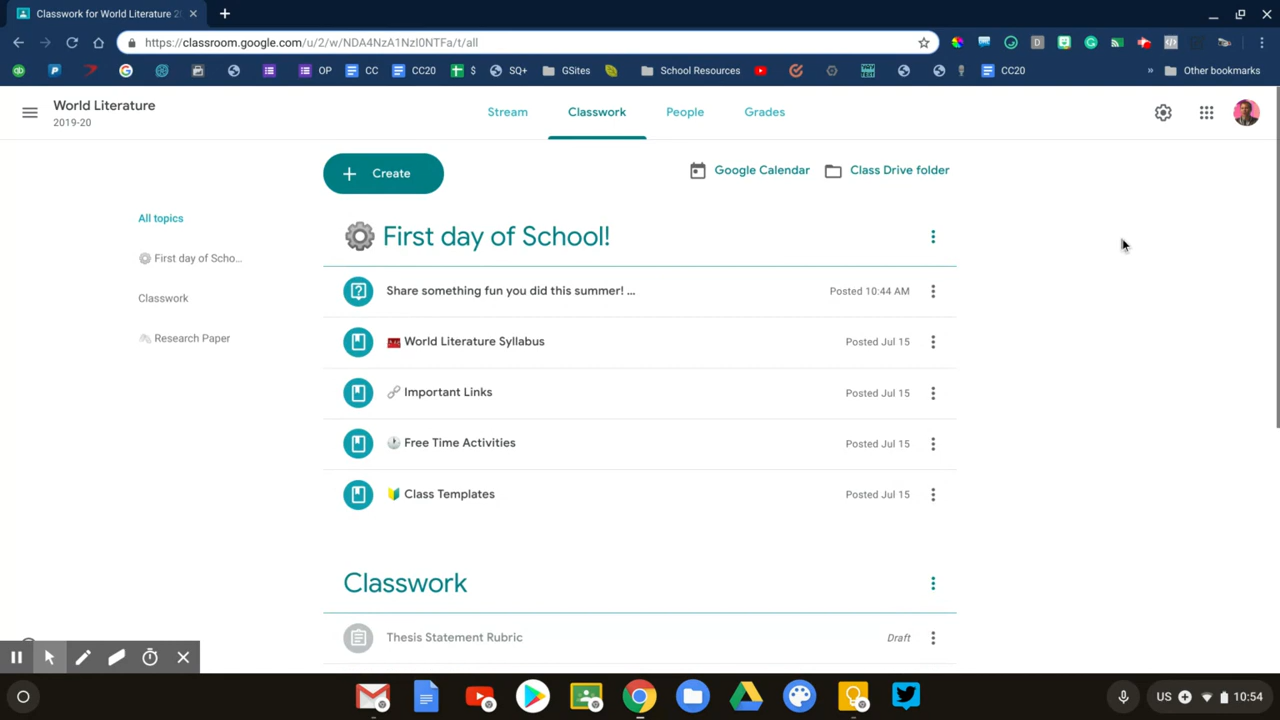 Classwork for World Literature 20
https://classroom.google.com/u/2/w/NDA4NzA1NzI0NTFa/t/all
OP
CC
CC20
$
SQ+
GSites
School Resources
CC20
»
Other bookmarks
World Literature
2019-20
Stream
Classwork
People
Grades
Create
Google Calendar
Class Drive folder
All topics
First day of Scho...
Classwork
Research Paper
First day of School!
Share something fun you did this summer! ...
Posted 10:44 AM
World Literature Syllabus
Posted Jul 15
Important Links
Posted Jul 15
Free Time Activities
Posted Jul 15
Class Templates
Posted Jul 15
Classwork
Thesis Statement Rubric
Draft
US
10:54